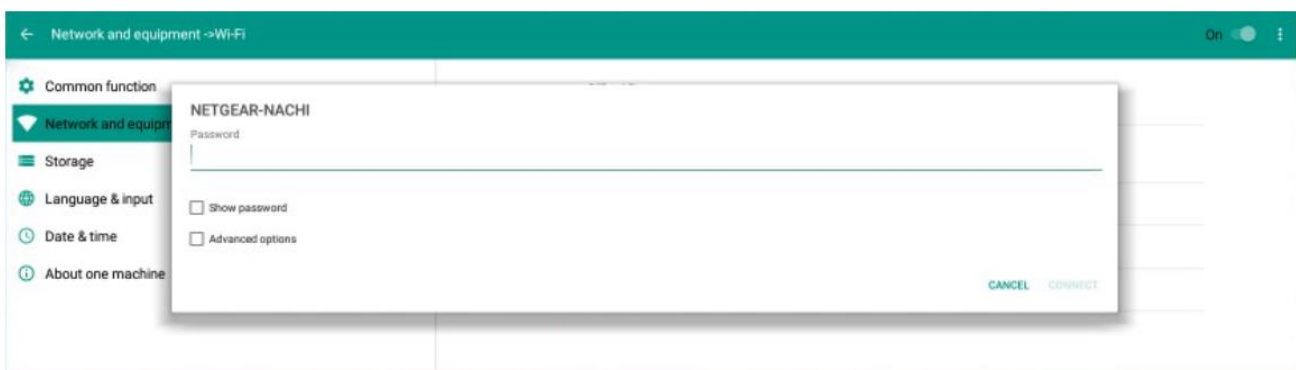 Network and equipment ->Wi-Fi
On
Common function
Network and equipm
Storage
Language & input
Date & time
About one machine
NETGEAR-NACHI
Password
Show password
Advanced options
CANCEL CONNECT